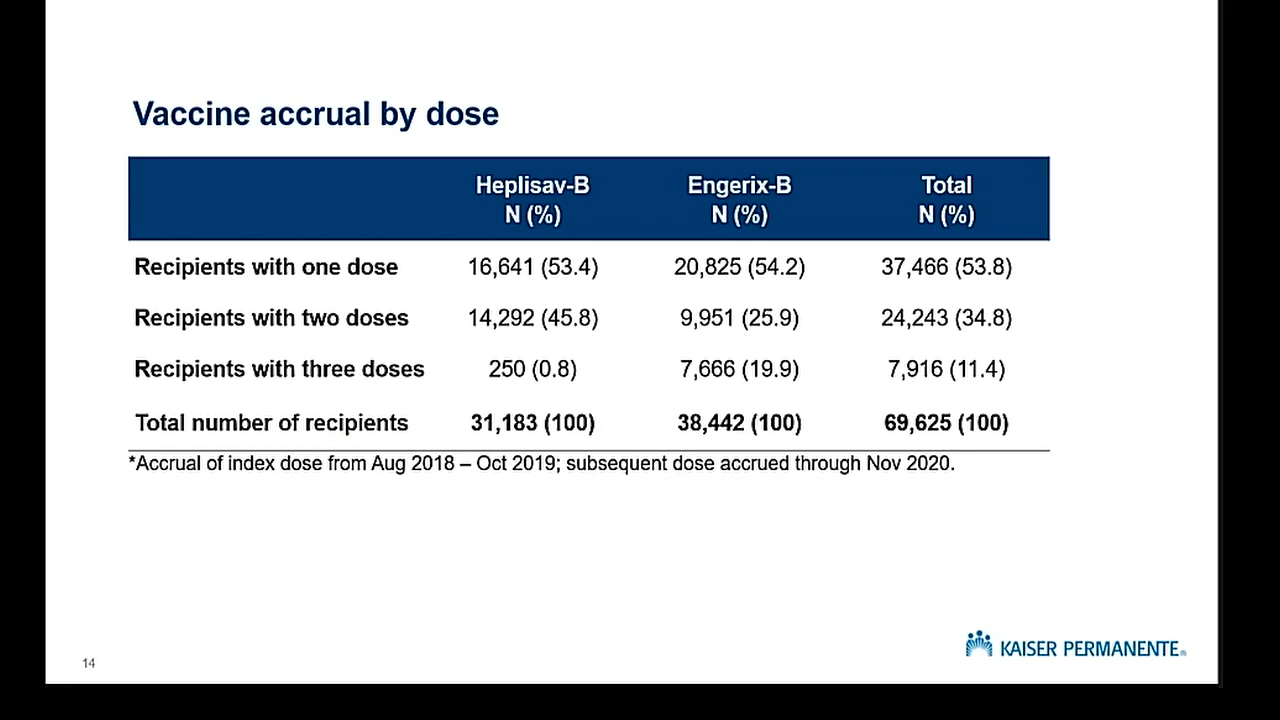 Vaccine accrual by dose
Heplisav-B Engerix-B Total
N (%) N (%) N (%)
Recipients with one dose 16,641 (53.4) 20,825 (54.2) 37,466 (53.8)
Recipients with two doses 14,292 (45.8) 9,951 (25.9) 24,243 (34.8)
Recipients with three doses 250 (0.8) 7,666 (19.9) 7,916 (11.4)
Total number of recipients 31,183 (100) 38,442 (100) 69,625 (100)
*Accrual of index dose from Aug 2018 – Oct 2019; subsequent dose accrued through Nov 2020.
14
KAISER PERMANENTE®